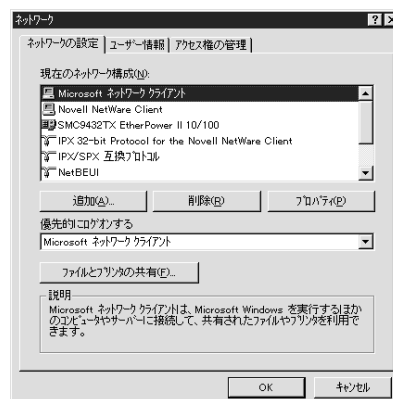 ネットワーク
ネットワークの設定 ユーザー情報 アクセス権の管理
現在のネットワーク構成(N):
Microsoft ネットワーク クライアント
Novell NetWare Client
SMC9432TX EtherPower II 10/100
IPX 32-bit Protocol for the Novell NetWare Client
IPX/SPX 互換プロトコル
NetBEUI
追加(A)... 削除(R) プロパティ(P)
優先的にログオンする
Microsoft ネットワーク クライアント
ファイルとプリンタの共有(F)...
説明
Microsoft ネットワーク クライアントは、Microsoft Windows を実行するほか
のコンピュータやサーバーに接続して、共有されたファイルやプリンタを利用で
きます。
OK キャンセル